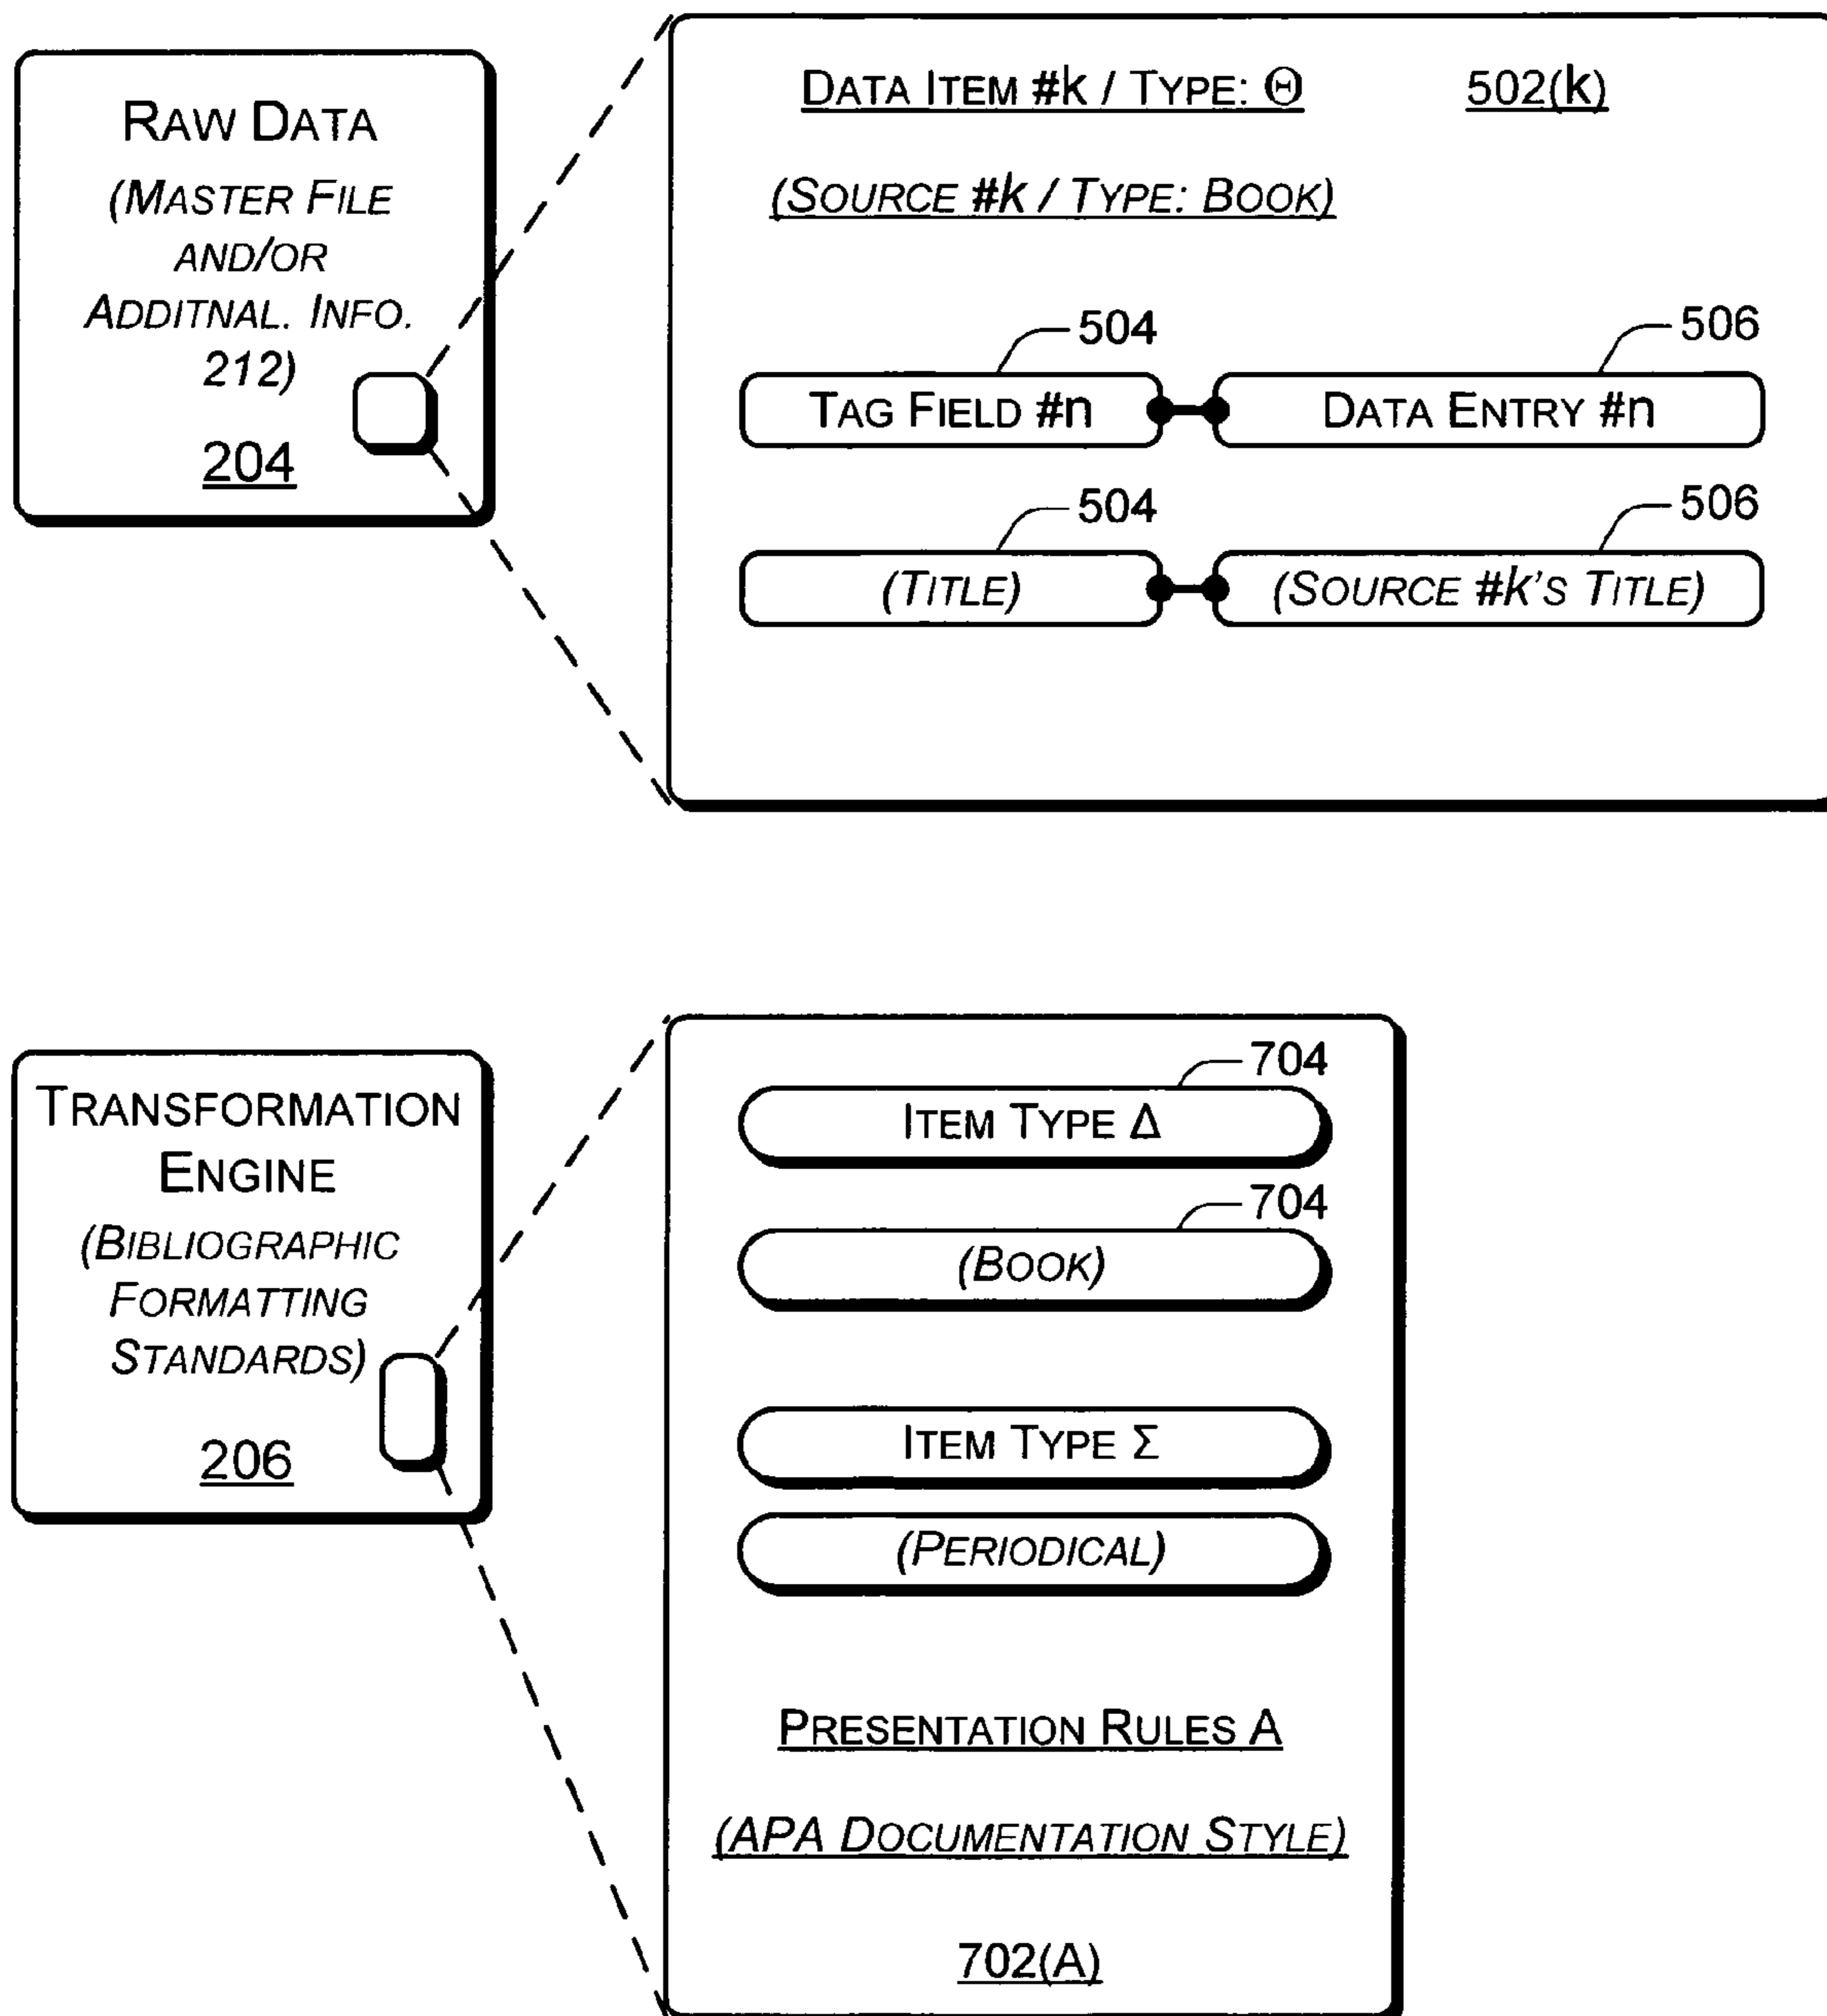 RAW DATA
(MASTER FILE
AND/OR
ADDITNAL. INFO.
212)
204
DATA ITEM #k / TYPE: Θ
502(k)
(SOURCE #k / TYPE: BOOK)
504
506
TAG FIELD #n
DATA ENTRY #n
504
506
(TITLE)
(SOURCE #k'S TITLE)
TRANSFORMATION
ENGINE
(BIBLIOGRAPHIC
FORMATTING
STANDARDS)
206
704
ITEM TYPE Δ
704
(BOOK)
ITEM TYPE Σ
(PERIODICAL)
PRESENTATION RULES A
(APA DOCUMENTATION STYLE)
702(A)